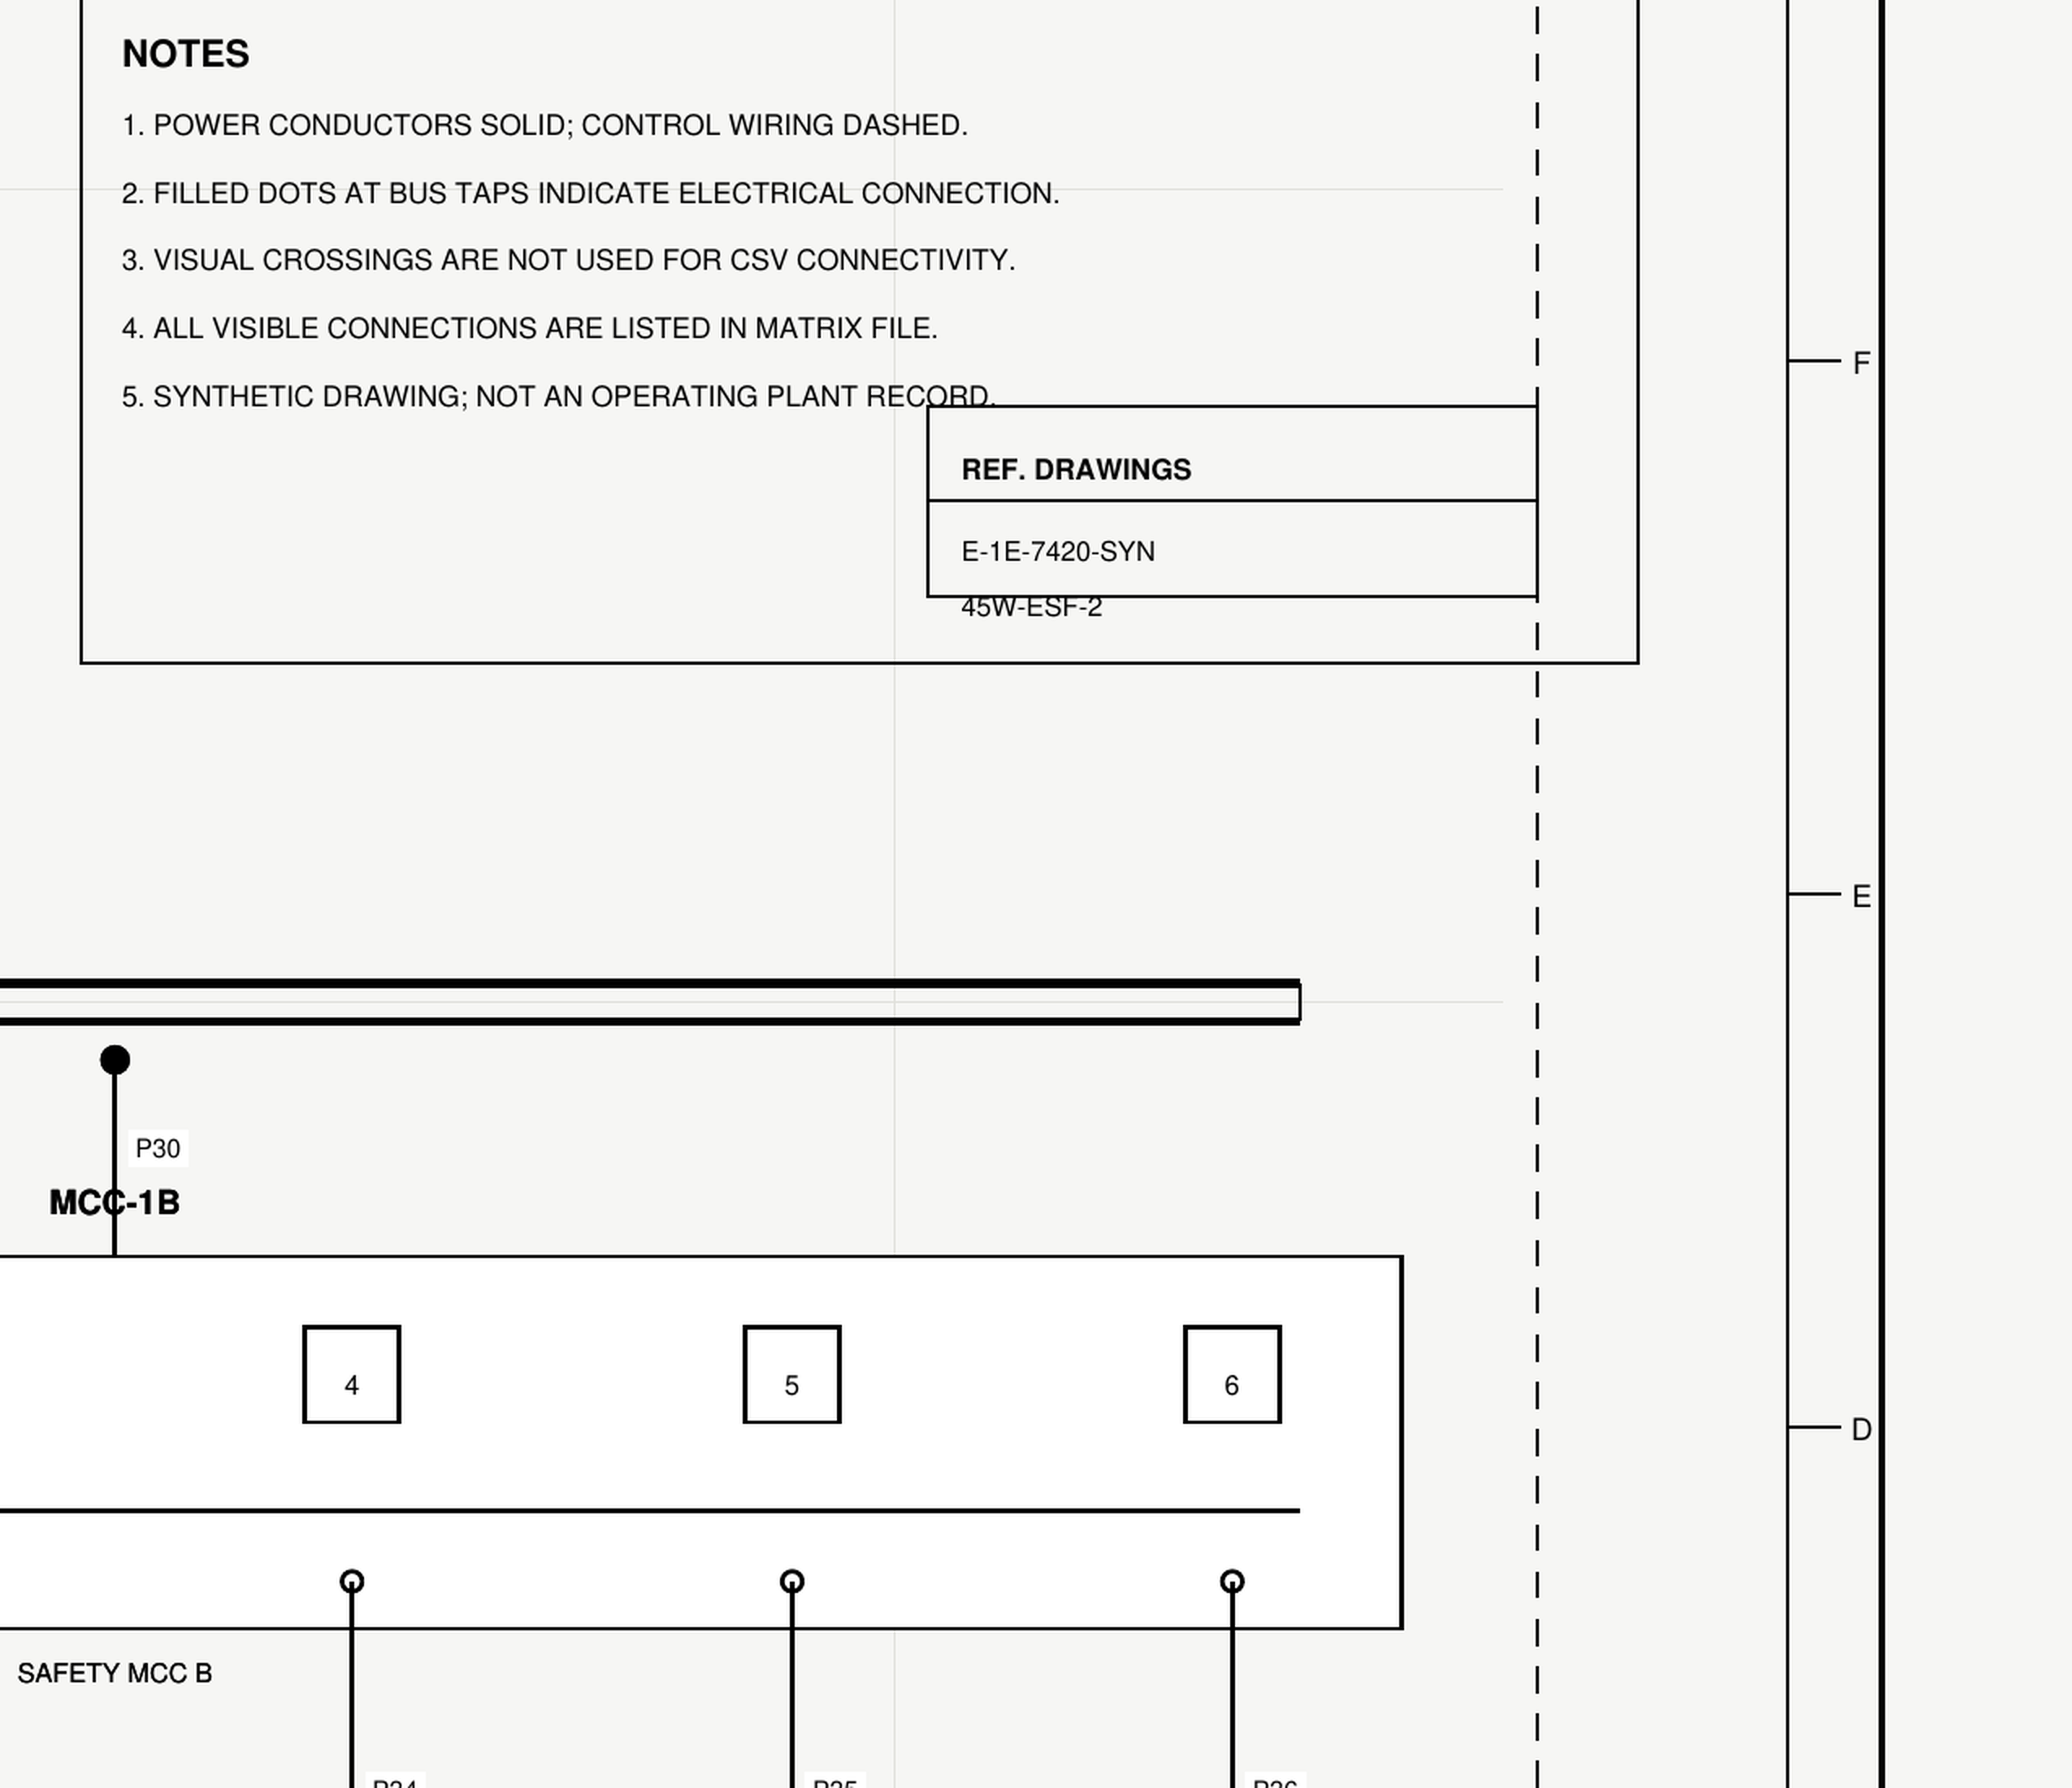 NOTES
1. POWER CONDUCTORS SOLID; CONTROL WIRING DASHED.
2. FILLED DOTS AT BUS TAPS INDICATE ELECTRICAL CONNECTION.
3. VISUAL CROSSINGS ARE NOT USED FOR CSV CONNECTIVITY.
4. ALL VISIBLE CONNECTIONS ARE LISTED IN MATRIX FILE.
5. SYNTHETIC DRAWING; NOT AN OPERATING PLANT RECORD.
F
REF. DRAWINGS
E-1E-7420-SYN
45W-ESF-2
E
P30
MCC-1B
4
5
6
D
SAFETY MCC B